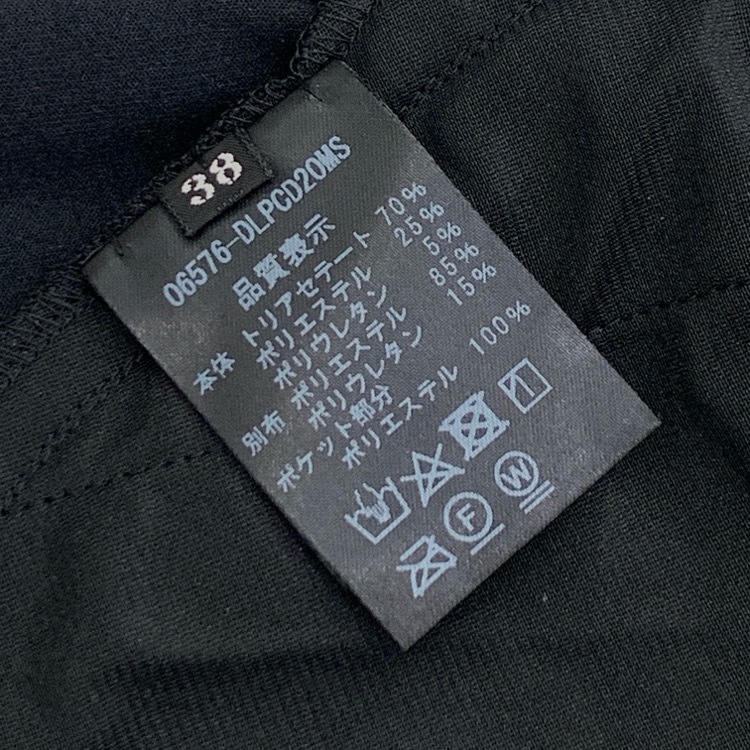 38
06576-DLPCD20MS
品質表示
本体 トリアセテート 70%
ポリエステル 25%
ポリウレタン 5%
別布 ポリエステル 85%
ポリウレタン 15%
ポケット部分
ポリエステル 100%
F
W